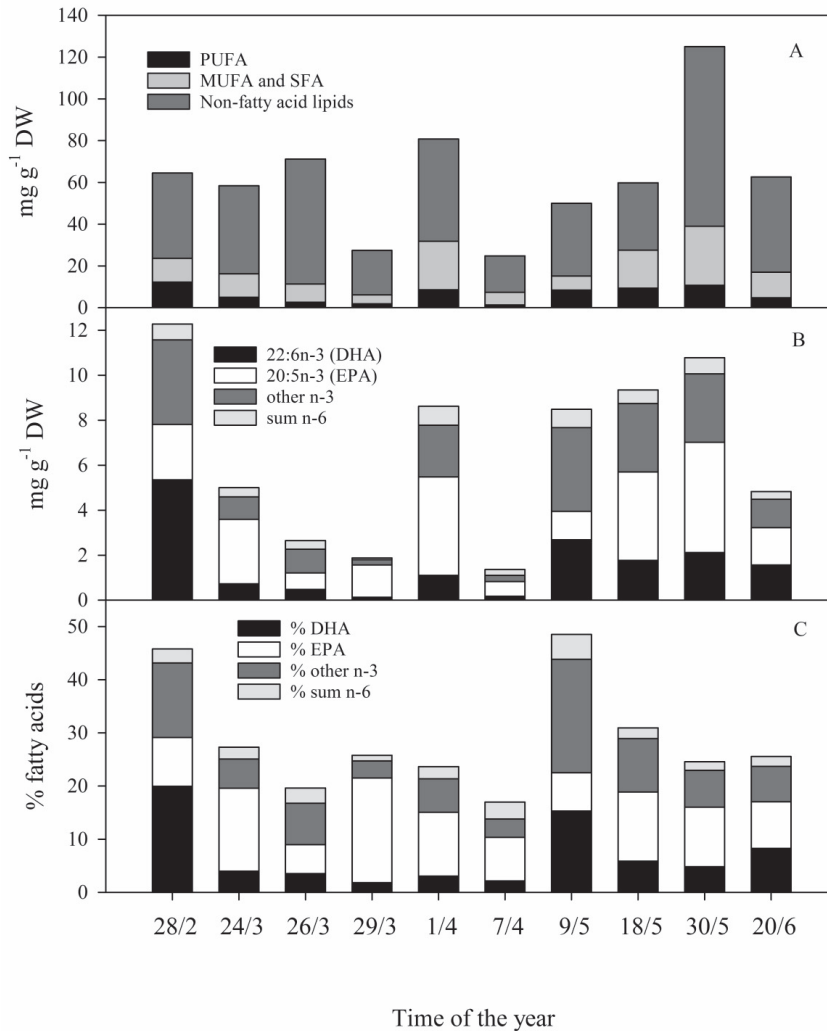 140
120
100
80
60
40
20
0
mg g⁻¹ DW
A
PUFA
MUFA and SFA
Non-fatty acid lipids
12
10
8
6
4
2
0
mg g⁻¹ DW
B
22:6n-3 (DHA)
20:5n-3 (EPA)
other n-3
sum n-6
50
40
30
20
10
0
% fatty acids
C
% DHA
% EPA
% other n-3
% sum n-6
28/2 24/3 26/3 29/3 1/4 7/4 9/5 18/5 30/5 20/6
Time of the year